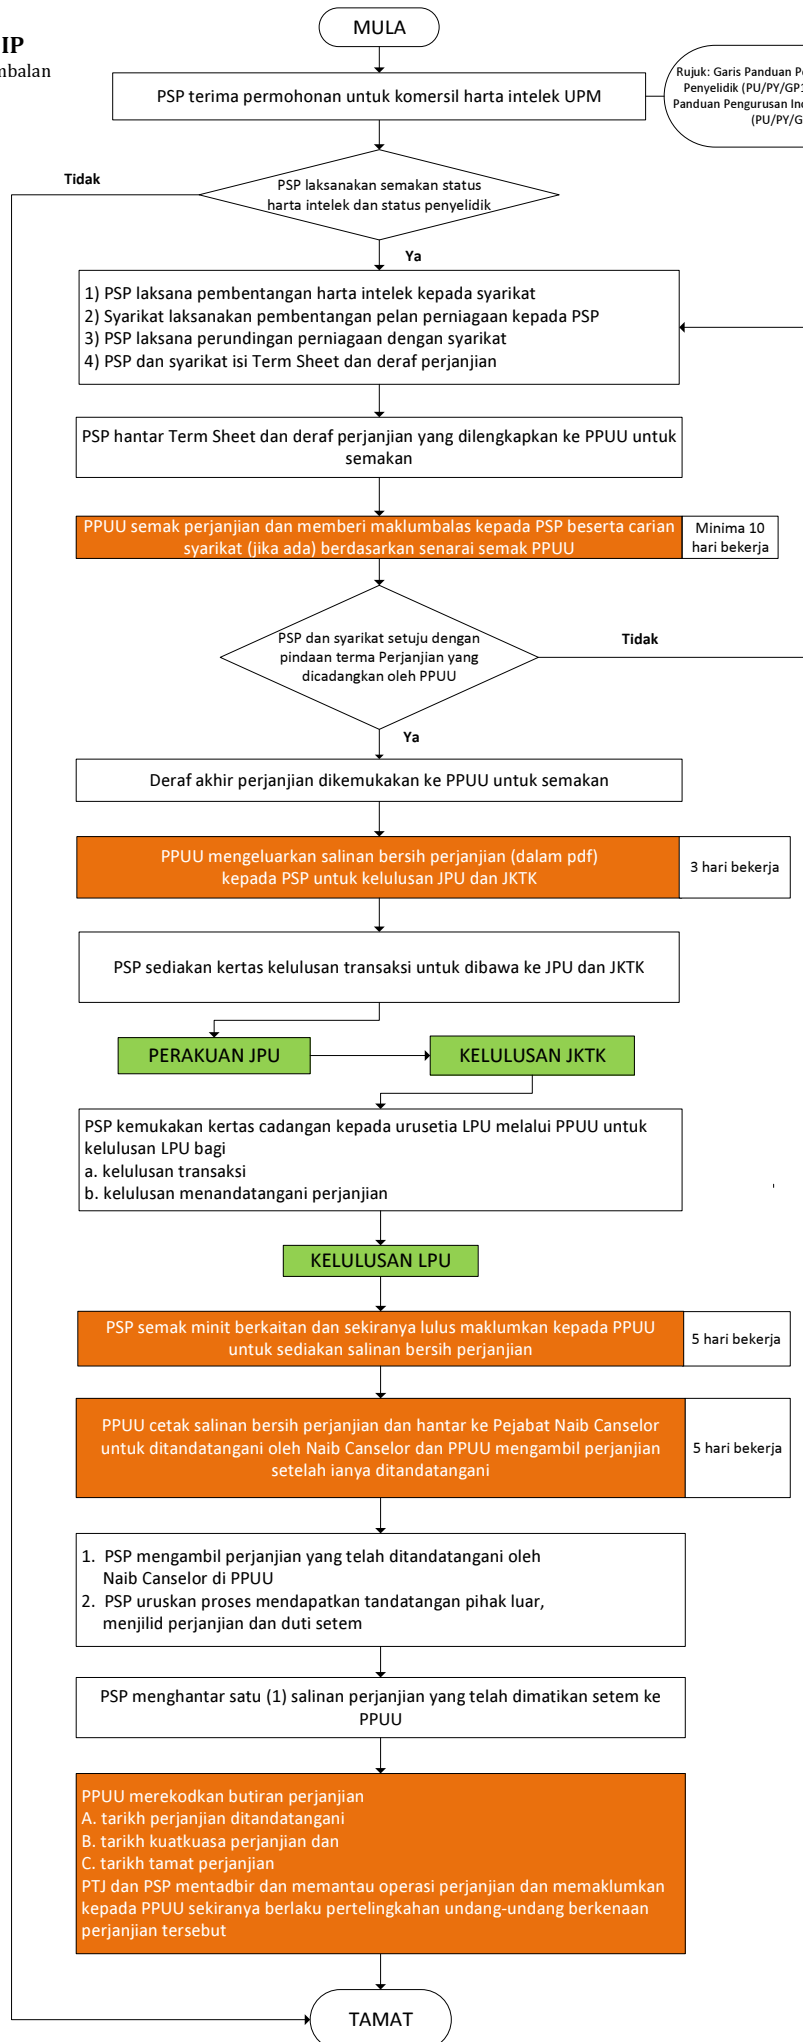 MULA
IP
mbalan
PSP terima permohonan untuk komersil harta intelek UPM
Rujuk: Garis Panduan
Penyelidik (PU/PY/GP1
Panduan Pengurusan
(PU/PY/G
Tidak
PSP laksanakan semakan status
harta intelek dan status penyelidik
Ya
1) PSP laksana pembentangan harta intelek kepada syarikat
2) Syarikat laksanakan pembentangan pelan perniagaan kepada PSP
3) PSP laksana perundingan perniagaan dengan syarikat
4) PSP dan syarikat isi Term Sheet dan deraf perjanjian
PSP hantar Term Sheet dan deraf perjanjian yang dilengkapkan ke PPUU untuk
semakan
PPUU semak perjanjian dan memberi maklumbalas kepada PSP beserta carian
syarikat (jika ada) berdasarkan senarai semak PPUU
Minima 10
hari bekerja
PSP dan syarikat setuju dengan
pindaan terma Perjanjian yang
dicadangkan oleh PPUU
Tidak
Ya
Deraf akhir perjanjian dikemukakan ke PPUU untuk semakan
PPUU mengeluarkan salinan bersih perjanjian (dalam pdf)
kepada PSP untuk kelulusan JPU dan JKTK
3 hari bekerja
PSP sediakan kertas kelulusan transaksi untuk dibawa ke JPU dan JKTK
PERAKUAN JPU
KELULUSAN JKTK
PSP kemukakan kertas cadangan kepada urusetia LPU melalui PPUU untuk
kelulusan LPU bagi
a. kelulusan transaksi
b. kelulusan menandatangani perjanjian
KELULUSAN LPU
PSP semak minit berkaitan dan sekiranya lulus maklumkan kepada PPUU
untuk sediakan salinan bersih perjanjian
5 hari bekerja
PPUU cetak salinan bersih perjanjian dan hantar ke Pejabat Naib Canselor
untuk ditandatangani oleh Naib Canselor dan PPUU mengambil perjanjian
setelah ianya ditandatangani
5 hari bekerja
1. PSP mengambil perjanjian yang telah ditandatangani oleh
Naib Canselor di PPUU
2. PSP uruskan proses mendapatkan tandatangan pihak luar,
menjilid perjanjian dan duti setem
PSP menghantar satu (1) salinan perjanjian yang telah dimatikan setem ke
PPUU
PPUU merekodkan butiran perjanjian
A. tarikh perjanjian ditandatangani
B. tarikh kuatkuasa perjanjian dan
C. tarikh tamat perjanjian
PTJ dan PSP mentadbir dan memantau operasi perjanjian dan memaklumkan
kepada PPUU sekiranya berlaku pertelingkahan undang-undang berkenaan
perjanjian tersebut
TAMAT